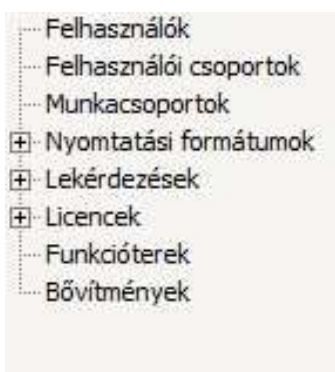 Felhasználók
Felhasználói csoportok
Munkacsoportok
Nyomtatási formátumok
Lekérdezések
Licencek
Funkcióterek
Bővítmények